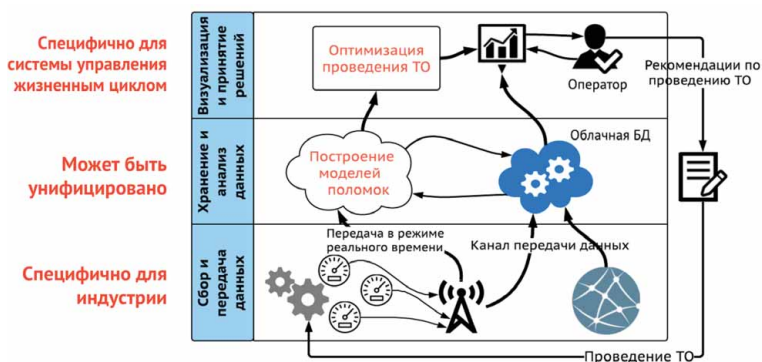 Специфично для
системы управления
жизненным циклом
Визуализация
и принятие
решений
Оптимизация
проведения ТО
Оператор
Рекомендации по
проведению ТО
Может быть
унифицировано
Хранение и
анализ
данных
Построение
моделей
поломок
Облачная БД
Передача в режиме
реального времени
Канал передачи данных
Специфично для
индустрии
Сбор и
передача
данных
Проведение ТО